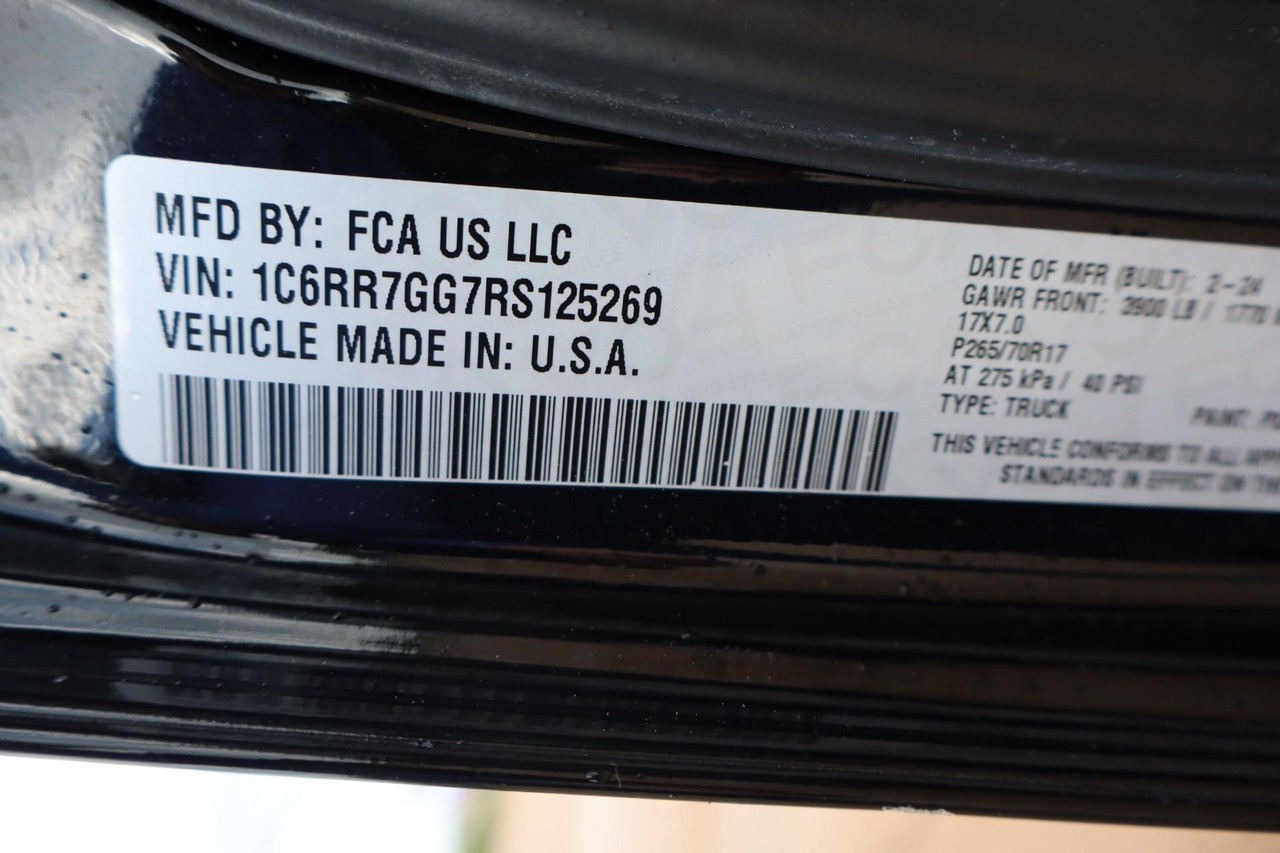 MFD BY: FCA US LLC
VIN: 1C6RR7GG7RS125269
VEHICLE MADE IN: U.S.A.
DATE OF MFR (BUILT): 2-24
GAWR FRONT: 3900 LB / 1770
17X7.0
P265/70R17
AT 275 kPa / 40 PSI
TYPE: TRUCK
PAINT:
THIS VEHICLE CONFORMS TO ALL
STANDARDS IN EFFECT ON THE